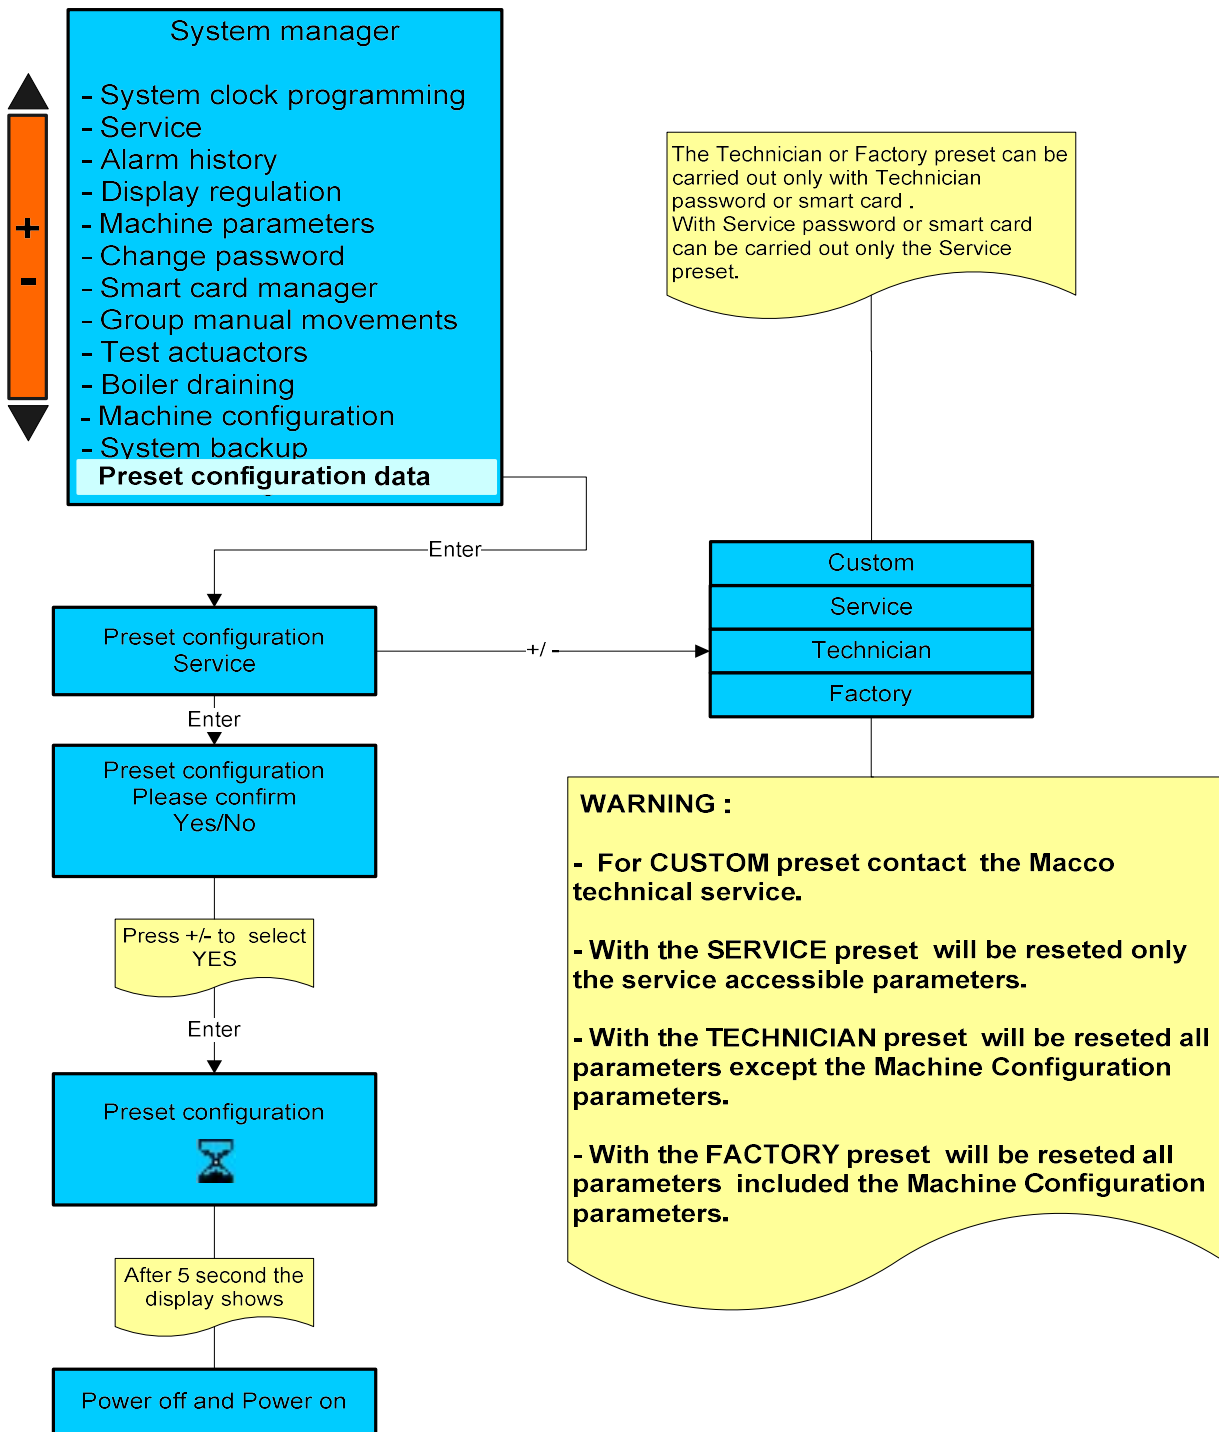 System manager
- System clock programming
- Service
- Alarm history
- Display regulation
- Machine parameters
- Change password
- Smart card manager
- Group manual movements
- Test actuactors
- Boiler draining
- Machine configuration
- System backup
Preset configuration data
+
-
The Technician or Factory preset can be
carried out only with Technician
password or smart card .
With Service password or smart card
can be carried out only the Service
preset.
Enter
Preset configuration
Service
+/ -
Custom
Service
Technician
Factory
Enter
Preset configuration
Please confirm
Yes/No
Press +/- to select
YES
Enter
Preset configuration
After 5 second the
display shows
Power off and Power on
WARNING :
- For CUSTOM preset contact the Macco
technical service.
- With the SERVICE preset will be reseted only
the service accessible parameters.
- With the TECHNICIAN preset will be reseted all
parameters except the Machine Configuration
parameters.
- With the FACTORY preset will be reseted all
parameters included the Machine Configuration
parameters.